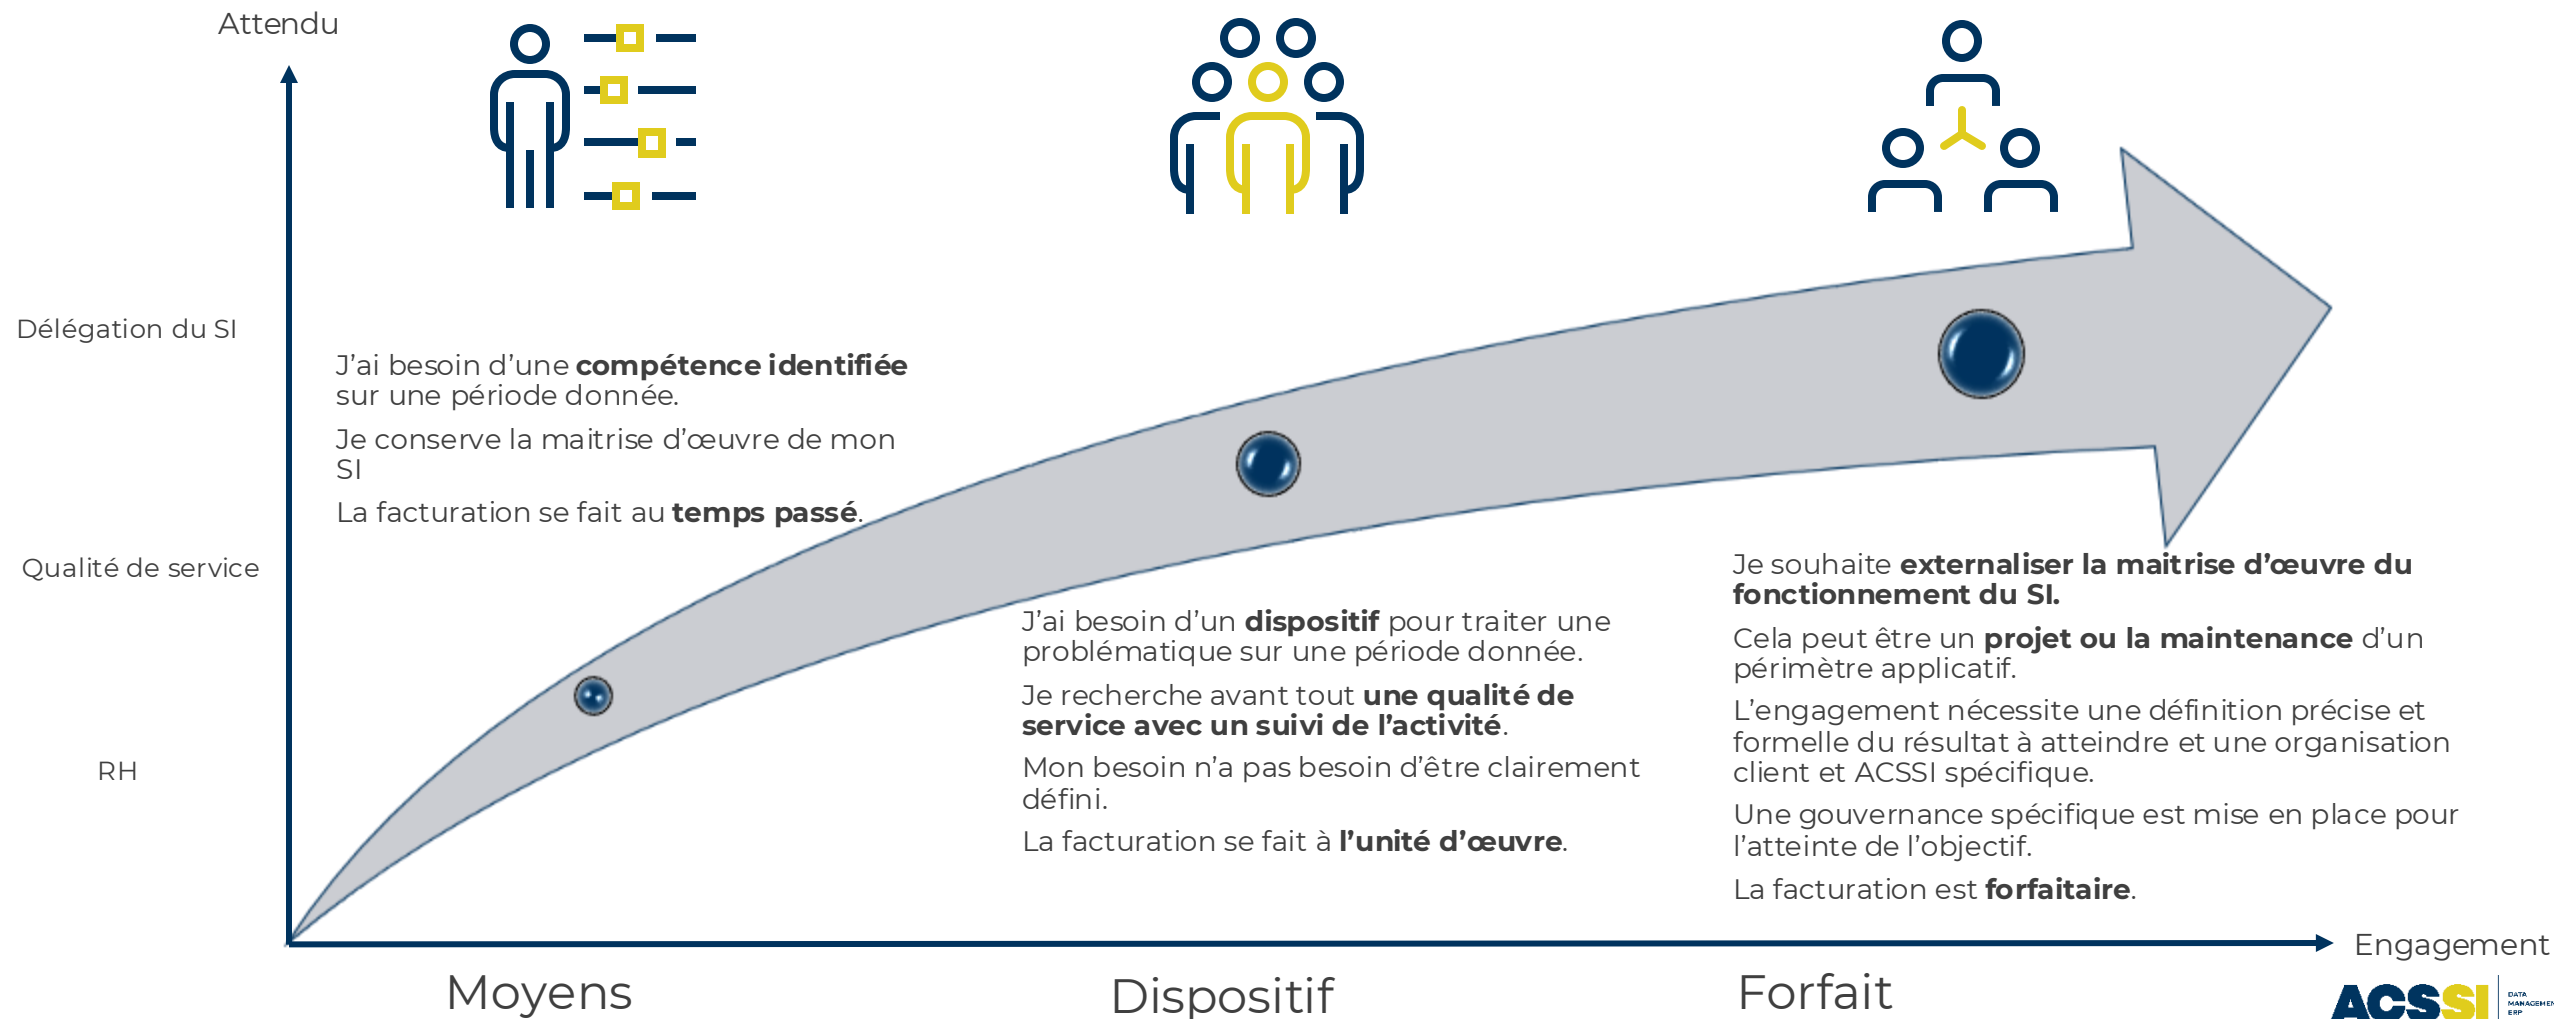 Attendu
Délégation du SI
Qualité de service
RH
J’ai besoin d’une compétence identifiée
sur une période donnée.
Je conserve la maitrise d’œuvre de mon
SI
La facturation se fait au temps passé.
J’ai besoin d’un dispositif pour traiter une
problématique sur une période donnée.
Je recherche avant tout une qualité de
service avec un suivi de l’activité.
Mon besoin n’a pas besoin d’être clairement
défini.
La facturation se fait à l’unité d’œuvre.
Je souhaite externaliser la maitrise d’œuvre du
fonctionnement du SI.
Cela peut être un projet ou la maintenance d’un
périmètre applicatif.
L’engagement nécessite une définition précise et
formelle du résultat à atteindre et une organisation
client et ACSSI spécifique.
Une gouvernance spécifique est mise en place pour
l’atteinte de l’objectif.
La facturation est forfaitaire.
Engagement
Moyens
Dispositif
Forfait
ACSSI
DATA
MANAGEMEN
ERP